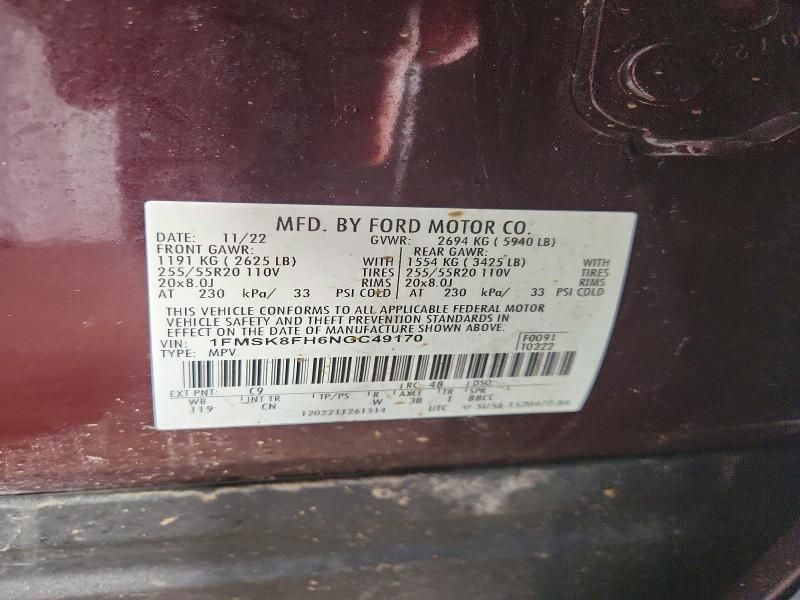 MFD. BY FORD MOTOR CO.
DATE: 11/22 GVWR: 2694 KG ( 5940 LB)
FRONT GAWR: REAR GAWR:
1191 KG ( 2625 LB) WITH 1554 KG ( 3425 LB) WITH
255/55R20 110V TIRES 255/55R20 110V TIRES
20x8.0J RIMS 20x8.0J RIMS
AT 230 kPa/ 33 PSI COLD AT 230 kPa/ 33 PSI COLD
THIS VEHICLE CONFORMS TO ALL APPLICABLE FEDERAL MOTOR
VEHICLE SAFETY AND THEFT PREVENTION STANDARDS IN
EFFECT ON THE DATE OF MANUFACTURE SHOWN ABOVE.
VIN: 1FMSK8FH6NGC49170 F0091
TYPE: MPV T0222
EXT PNT: C9 RC: 48 DSO:
WB INT TR TP/PS R AXLE TR SPR
119 CN W 3B T 88CC
1202211261514 UTC